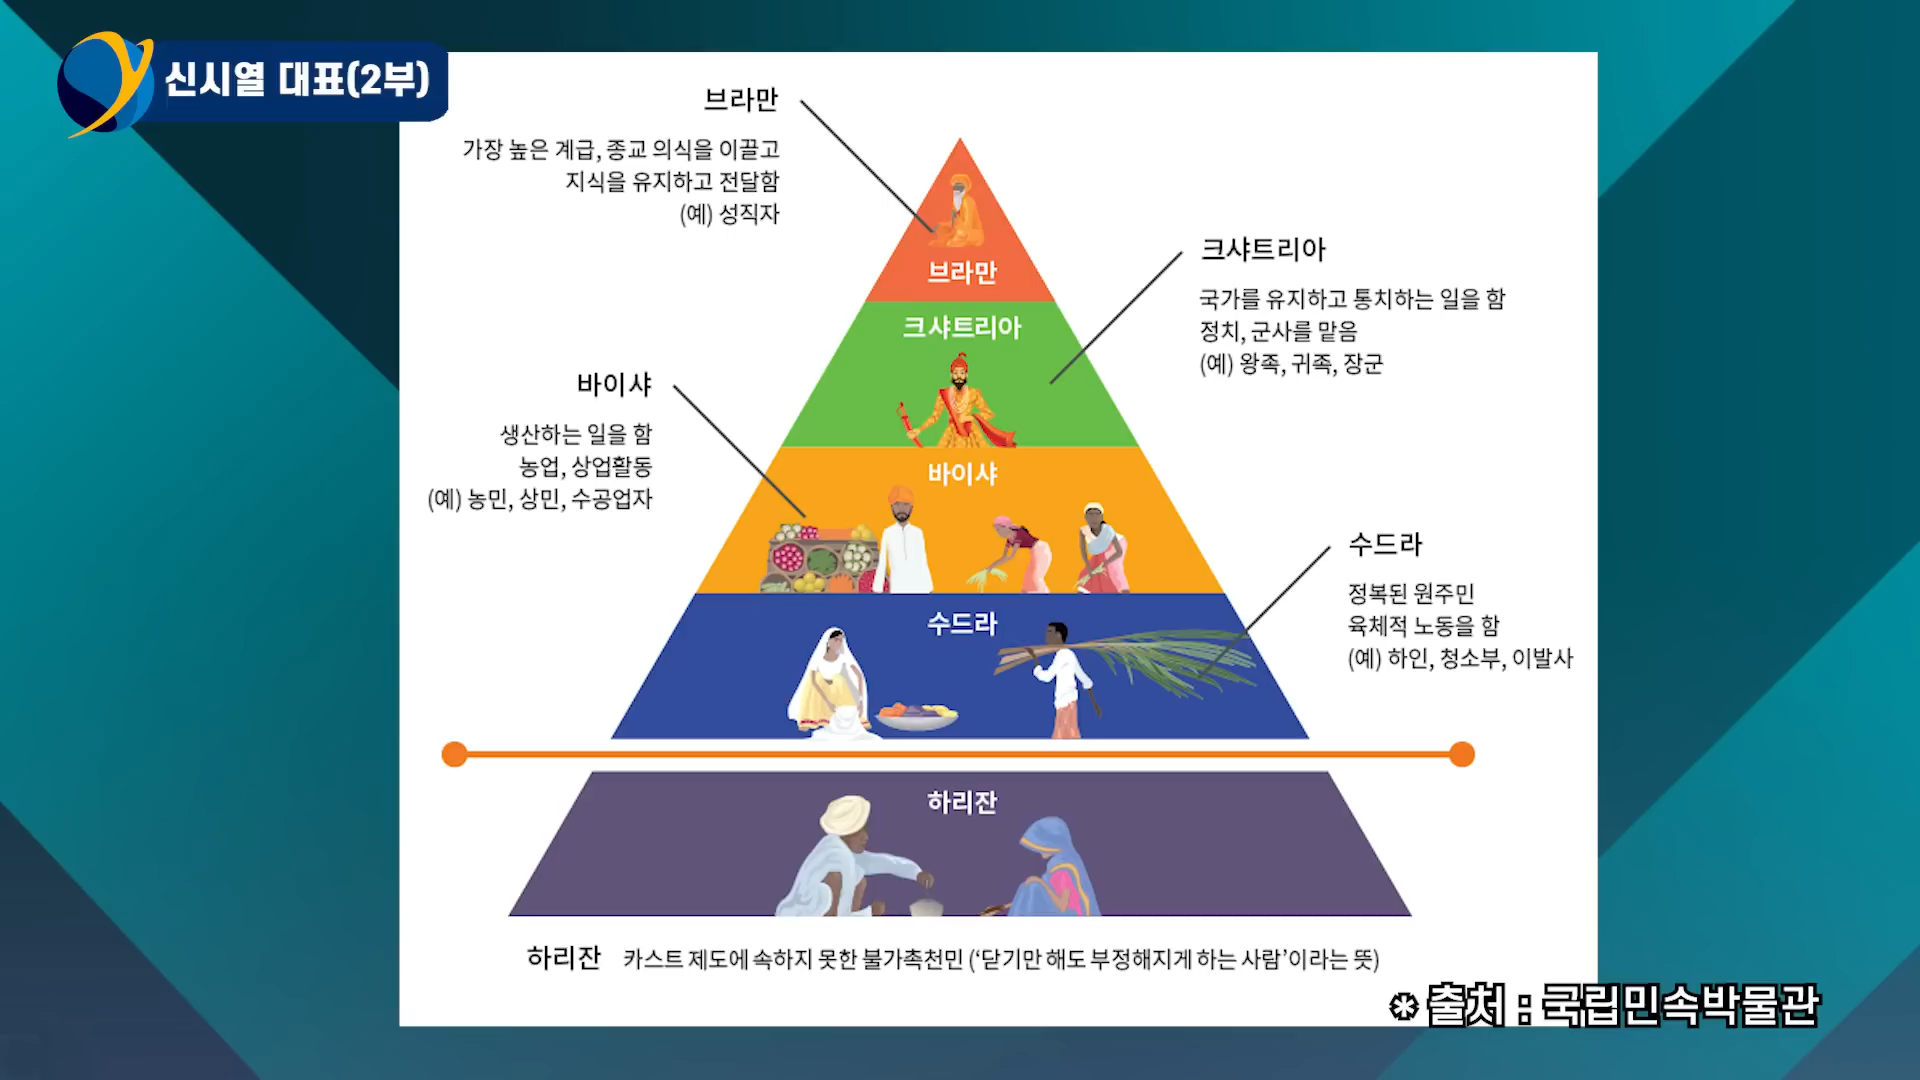 신시열 대표(2부)
브라만
가장 높은 계급, 종교 의식을 이끌고
지식을 유지하고 전달함
(예) 성직자
브라만
크샤트리아
국가를 유지하고 통치하는 일을 함
정치, 군사를 맡음
(예) 왕족, 귀족, 장군
크샤트리아
바이샤
생산하는 일을 함
농업, 상업활동
(예) 농민, 상민, 수공업자
바이샤
수드라
정복된 원주민
육체적 노동을 함
(예) 하인, 청소부, 이발사
수드라
하리잔
하리잔 카스트 제도에 속하지 못한 불가촉천민 (‘닫기만 해도 부정해지게 하는 사람’이라는 뜻)
* 출처 : 국립민속박물관